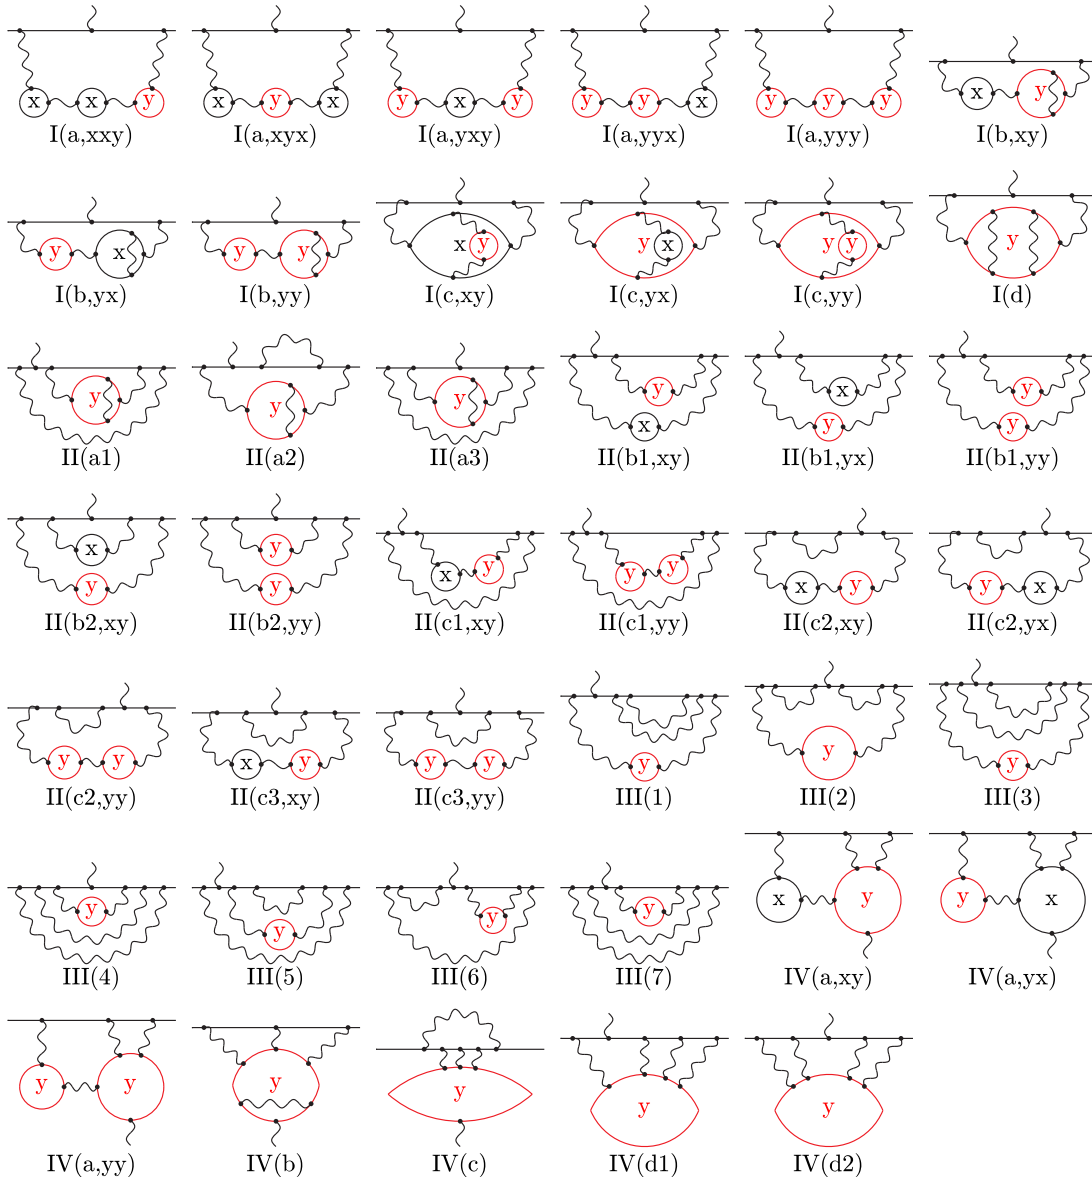 x x y x y x y x y y y x y y y x y
I(a,xxy) I(a,xyx) I(a,yxy) I(a,yyx) I(a,yyy) I(b,xy)
y x y y x y y x y y y
I(b,yx) I(b,yy) I(c,xy) I(c,yx) I(c,yy) I(d)
y y y y x x y y y
II(a1) II(a2) II(a3) II(b1,xy) II(b1,yx) II(b1,yy)
x y y y x y y y x y y x
II(b2,xy) II(b2,yy) II(c1,xy) II(c1,yy) II(c2,xy) II(c2,yx)
y y x y y y y y y
II(c2,yy) II(c3,xy) II(c3,yy) III(1) III(2) III(3)
y y y y x y y x
III(4) III(5) III(6) III(7) IV(a,xy) IV(a,yx)
y y y y y y
IV(a,yy) IV(b) IV(c) IV(d1) IV(d2)